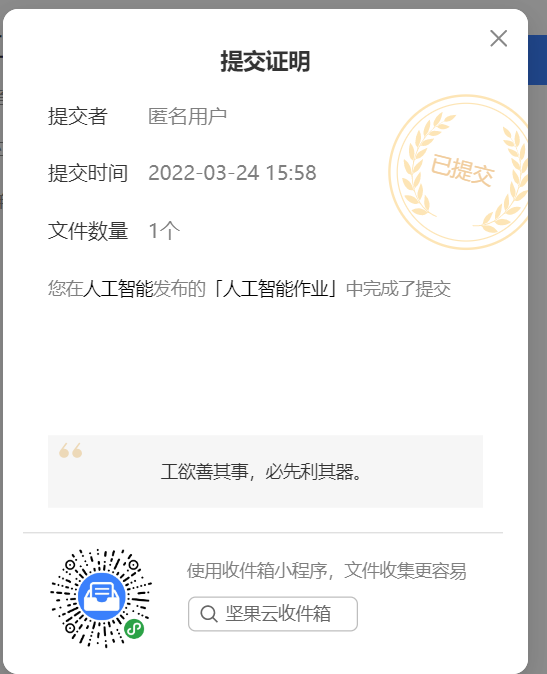 提交证明
提交者 匿名用户
已提交
提交时间 2022-03-24 15:58
文件数量 1个
您在人工智能发布的「人工智能作业」中完成了提交
工欲善其事，必先利其器。
使用收件箱小程序，文件收集更容易
坚果云收件箱